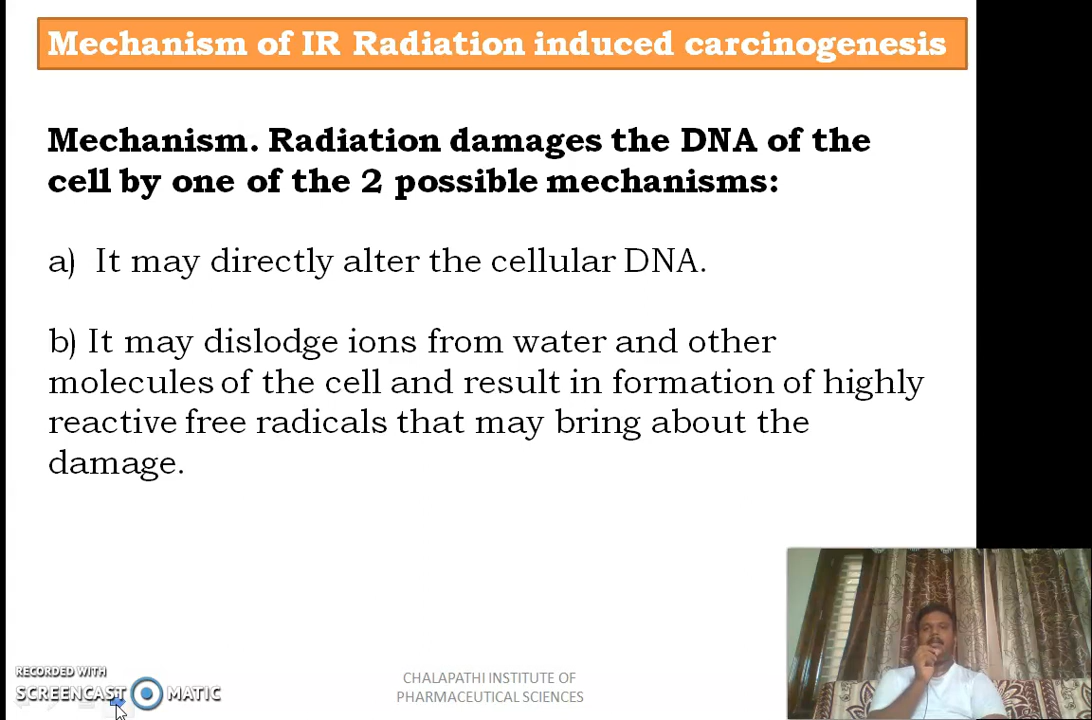 Mechanism of IR Radiation induced carcinogenesis
Mechanism. Radiation damages the DNA of the
cell by one of the 2 possible mechanisms:
a) It may directly alter the cellular DNA.
b) It may dislodge ions from water and other
molecules of the cell and result in formation of highly
reactive free radicals that may bring about the
damage.
RECORDED WITH
SCREENCAST MATIC
CHALAPATHI INSTITUTE OF
PHARMACEUTICAL SCIENCES